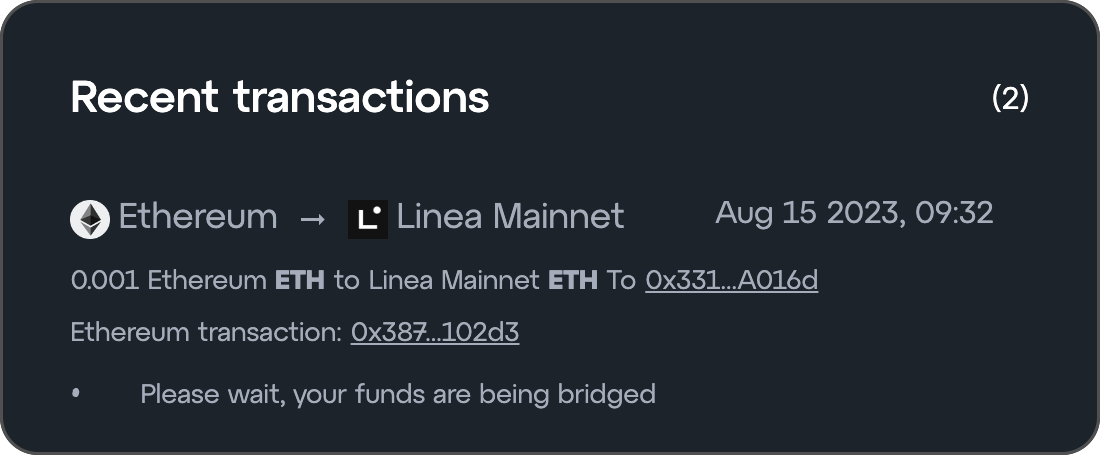 Recent transactions (2)
Ethereum → L Linea Mainnet Aug 15 2023, 09:32
0.001 Ethereum ETH to Linea Mainnet ETH To 0x331...A016d
Ethereum transaction: 0x387...102d3
• Please wait, your funds are being bridged